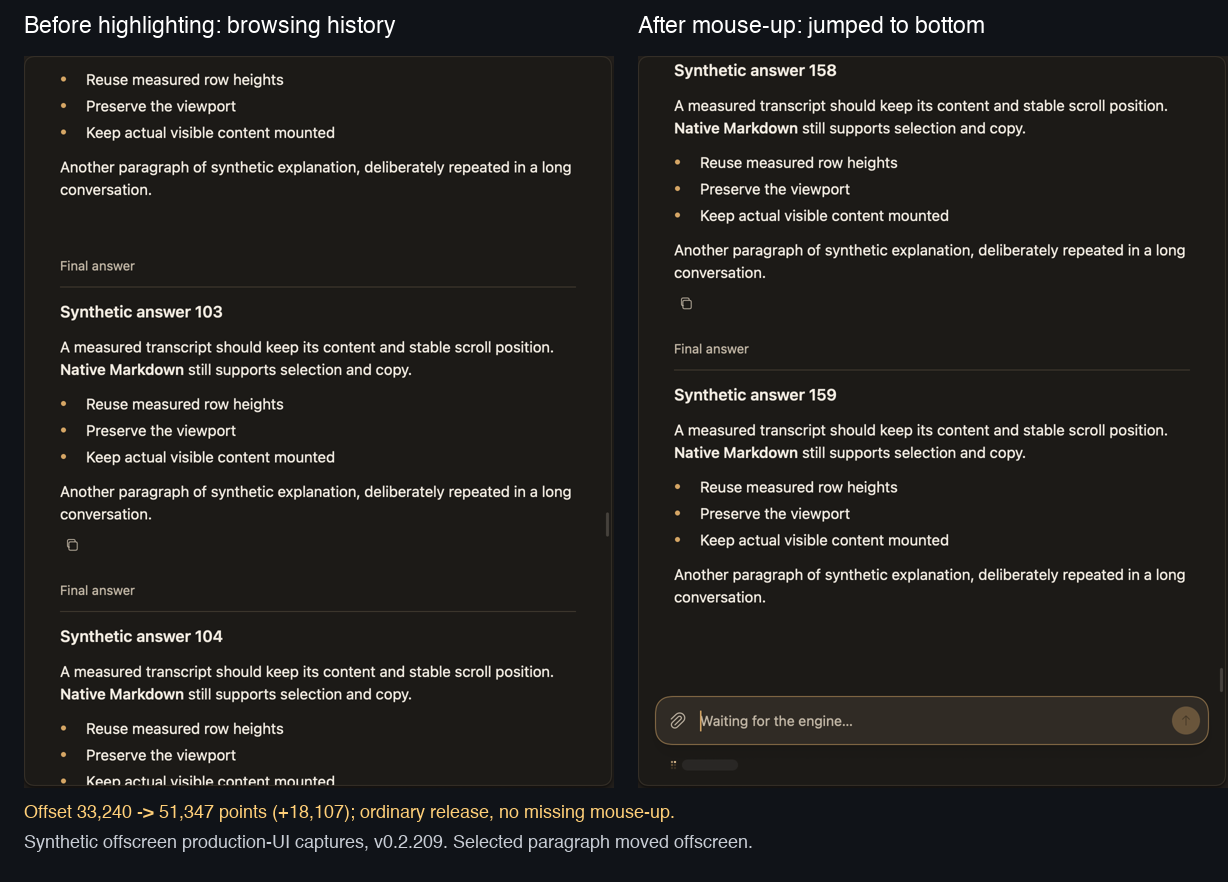 Before highlighting: browsing history
• Reuse measured row heights
• Preserve the viewport
• Keep actual visible content mounted
Another paragraph of synthetic explanation, deliberately repeated in a long
conversation.
Final answer
Synthetic answer 103
A measured transcript should keep its content and stable scroll position.
Native Markdown still supports selection and copy.
• Reuse measured row heights
• Preserve the viewport
• Keep actual visible content mounted
Another paragraph of synthetic explanation, deliberately repeated in a long
conversation.
Final answer
Synthetic answer 104
A measured transcript should keep its content and stable scroll position.
Native Markdown still supports selection and copy.
• Reuse measured row heights
• Preserve the viewport
• Keep actual visible content mounted
After mouse-up: jumped to bottom
Synthetic answer 158
A measured transcript should keep its content and stable scroll position.
Native Markdown still supports selection and copy.
• Reuse measured row heights
• Preserve the viewport
• Keep actual visible content mounted
Another paragraph of synthetic explanation, deliberately repeated in a long
conversation.
Final answer
Synthetic answer 159
A measured transcript should keep its content and stable scroll position.
Native Markdown still supports selection and copy.
• Reuse measured row heights
• Preserve the viewport
• Keep actual visible content mounted
Another paragraph of synthetic explanation, deliberately repeated in a long
conversation.
Waiting for the engine...
Offset 33,240 -> 51,347 points (+18,107); ordinary release, no missing mouse-up.
Synthetic offscreen production-UI captures, v0.2.209. Selected paragraph moved offscreen.